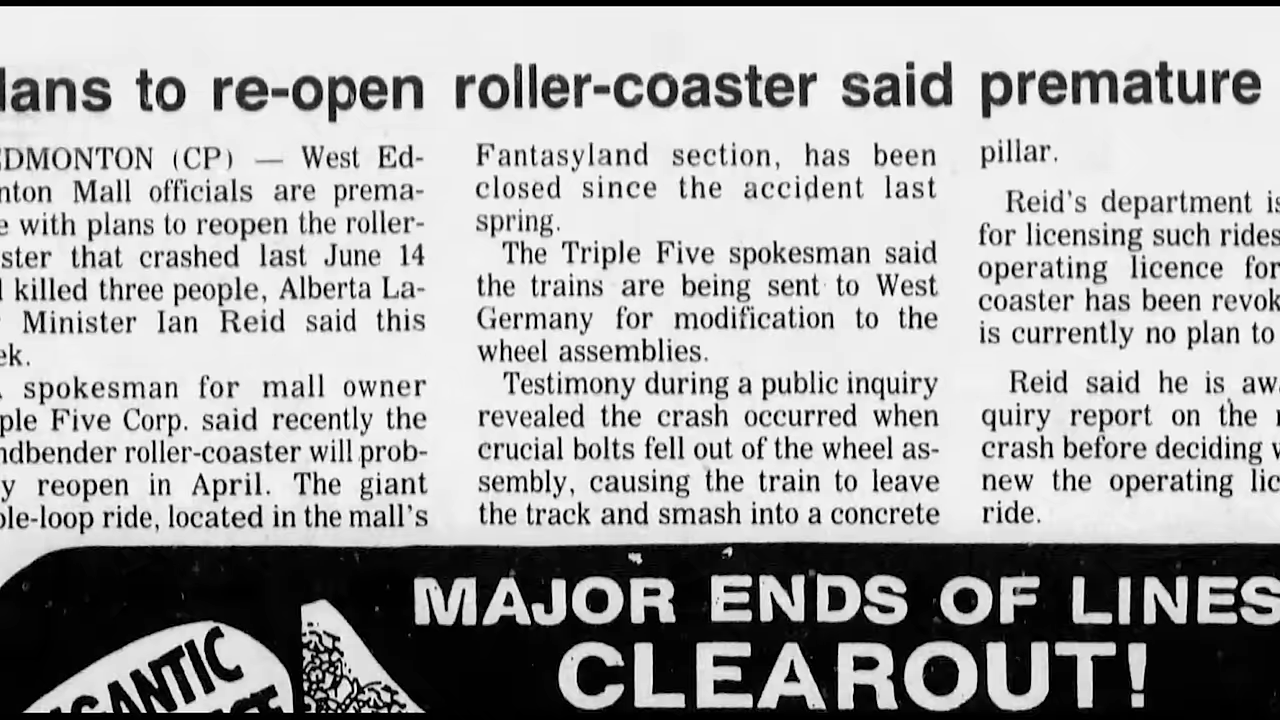 lans to re-open roller-coaster said premature
DMONTON (CP) — West Ed-
nton Mall officials are prema-
e with plans to reopen the roller-
ster that crashed last June 14
killed three people, Alberta La-
Minister Ian Reid said this
ek.
spokesman for mall owner
ple Five Corp. said recently the
ndbender roller-coaster will prob-
y reopen in April. The giant
ple-loop ride, located in the mall's
Fantasyland section, has been
closed since the accident last
spring.
The Triple Five spokesman said
the trains are being sent to West
Germany for modification to the
wheel assemblies.
Testimony during a public inquiry
revealed the crash occurred when
crucial bolts fell out of the wheel as-
sembly, causing the train to leave
the track and smash into a concrete
pillar.
Reid's department is
for licensing such rides
operating licence for
coaster has been revok
is currently no plan to
Reid said he is aw
quiry report on the
crash before deciding w
new the operating lic
ride.
MAJOR ENDS OF LINES
CLEAROUT!
GANTIC